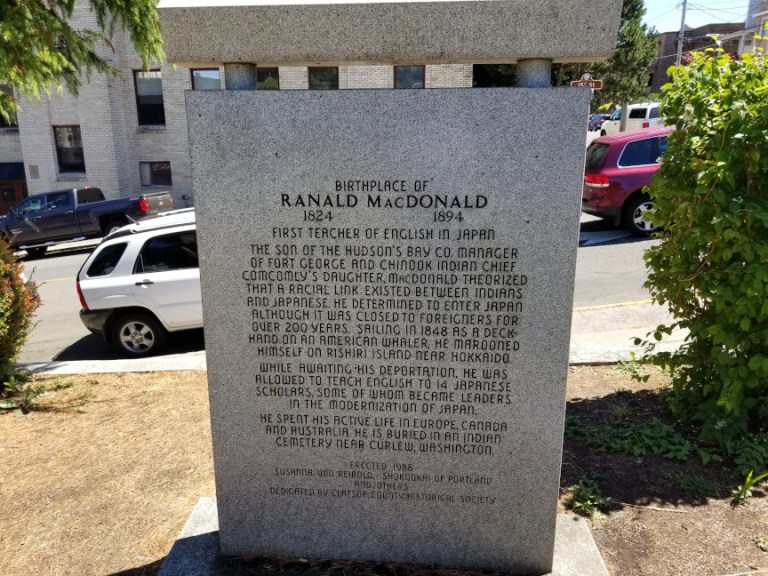 BIRTHPLACE OF
RANALD MACDONALD
1824 1894
FIRST TEACHER OF ENGLISH IN JAPAN
THE SON OF THE HUDSON'S BAY CO. MANAGER
OF FORT GEORGE AND CHINOOK INDIAN CHIEF
COMCOMLY'S DAUGHTER, MACDONALD THEORIZED
THAT A RACIAL LINK EXISTED BETWEEN INDIANS
AND JAPANESE. HE DETERMINED TO ENTER JAPAN
ALTHOUGH IT WAS CLOSED TO FOREIGNERS FOR
OVER 200 YEARS. SAILING IN 1848 AS A DECK-
HAND ON AN AMERICAN WHALER, HE MAROONED
HIMSELF ON RISHIRI ISLAND NEAR HOKKAIDO.
WHILE AWAITING HIS DEPORTATION, HE WAS
ALLOWED TO TEACH ENGLISH TO 14 JAPANESE
SCHOLARS, SOME OF WHOM BECAME LEADERS
IN THE MODERNIZATION OF JAPAN.
HE SPENT HIS ACTIVE LIFE IN EUROPE, CANADA
AND AUSTRALIA. HE IS BURIED IN AN INDIAN
CEMETERY NEAR CURLEW, WASHINGTON.
ERECTED 1988
SUSANNA VON REIBOLD - SHOKOOKAI OF PORTLAND
AND OTHERS
DEDICATED BY CLATSOP COUNTY HISTORICAL SOCIETY